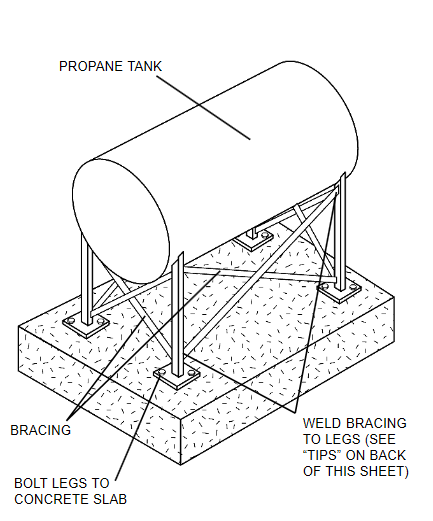 PROPANE TANK
BRACING
WELD BRACING
TO LEGS (SEE
“TIPS” ON BACK
OF THIS SHEET)
BOLT LEGS TO
CONCRETE SLAB